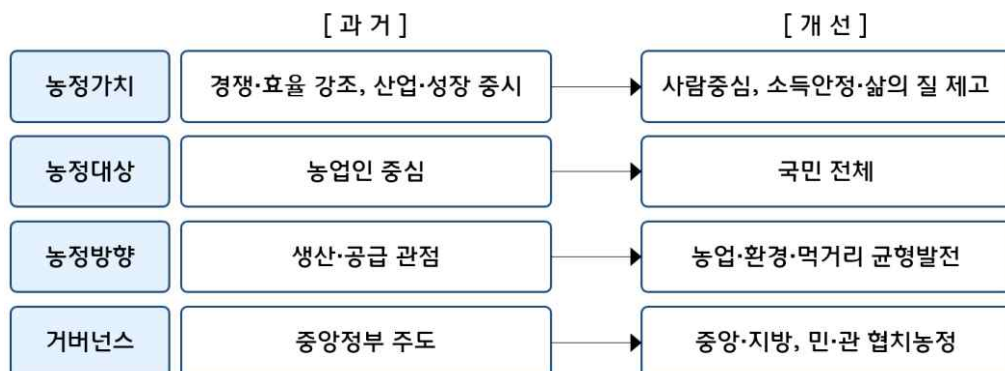 [ 과 거 ] [ 개 선 ]
농정가치 경쟁·효율 강조, 산업·성장 중시 사람중심, 소득안정·삶의 질 제고
농정대상 농업인 중심 국민 전체
농정방향 생산·공급 관점 농업·환경·먹거리 균형발전
거버넌스 중앙정부 주도 중앙·지방, 민·관 협치농정